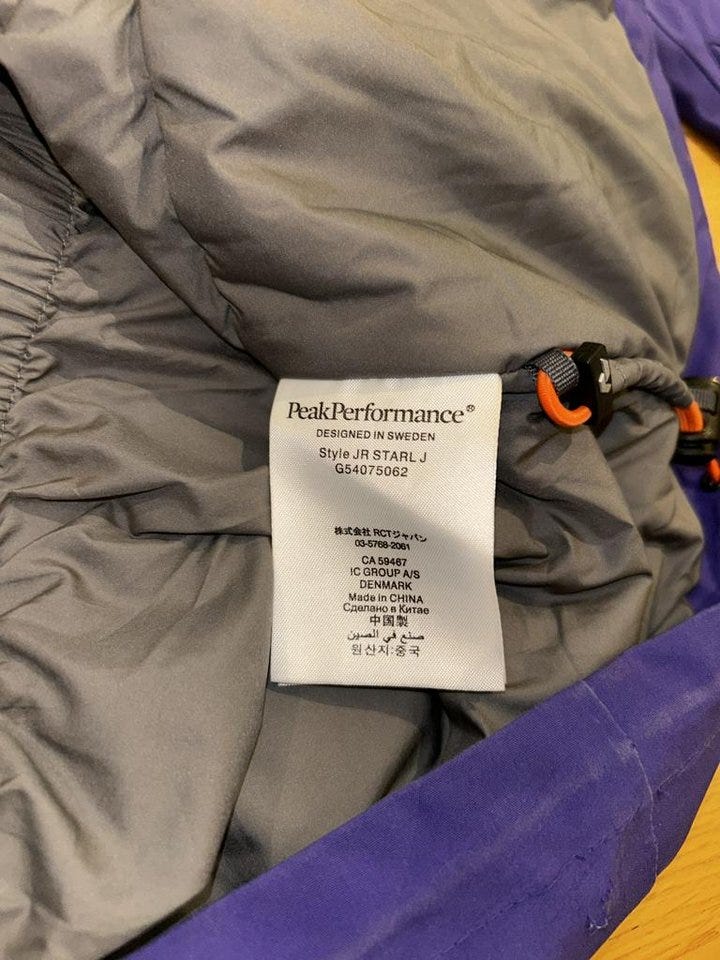 PeakPerformance®
DESIGNED IN SWEDEN
Style JR STARL J
G54075062
株式会社 RCTジャパン
03-5768-2061
CA 59467
IC GROUP A/S
DENMARK
Made in CHINA
Сделано в Китае
中国製
صنع في الصين
원산지:중국